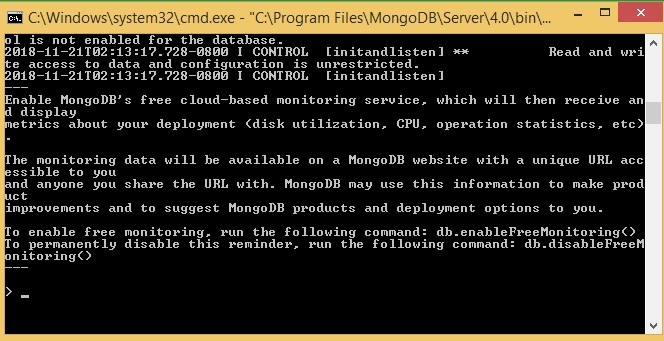 C:\Windows\system32\cmd.exe - "C:\Program Files\MongoDB\Server\4.0\bin\...
ol is not enabled for the database.
2018-11-21T02:13:17.728-0800 I CONTROL  [initandlisten] **          Read and wri
te access to data and configuration is unrestricted.
2018-11-21T02:13:17.728-0800 I CONTROL  [initandlisten]
---
Enable MongoDB's free cloud-based monitoring service, which will then receive an
d display
metrics about your deployment (disk utilization, CPU, operation statistics, etc)
.
The monitoring data will be available on a MongoDB website with a unique URL acc
essible to you
and anyone you share the URL with. MongoDB may use this information to make prod
uct
improvements and to suggest MongoDB products and deployment options to you.
To enable free monitoring, run the following command: db.enableFreeMonitoring()
To permanently disable this reminder, run the following command: db.disableFreeM
onitoring()
---
> _